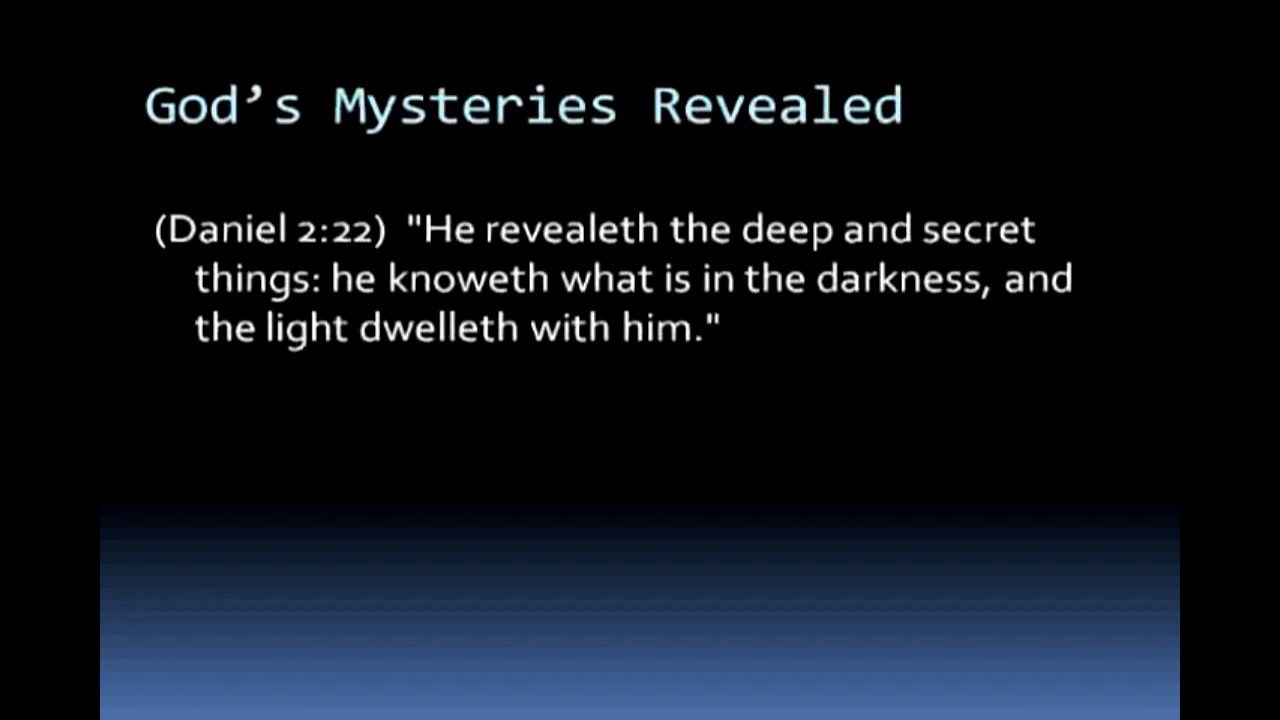 God’s Mysteries Revealed
(Daniel 2:22)  "He revealeth the deep and secret
things: he knoweth what is in the darkness, and
the light dwelleth with him."